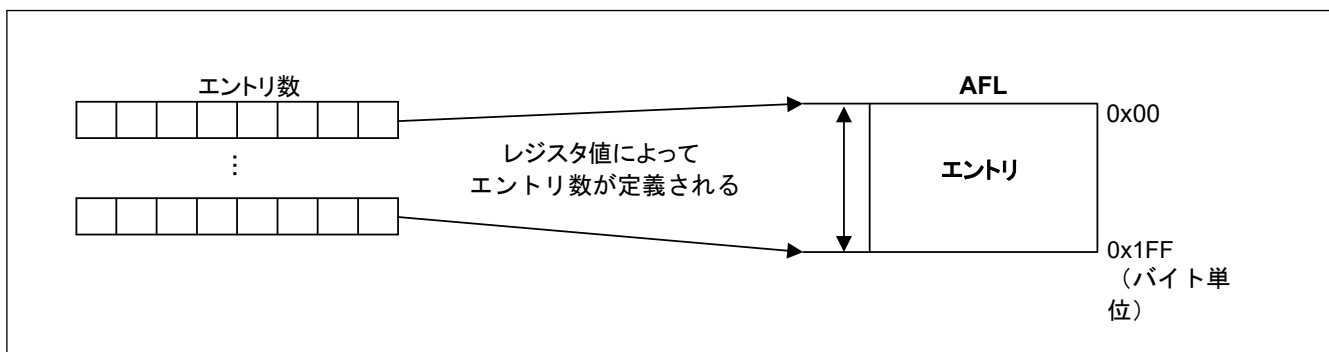 エントリ数
AFL
0x00
⋮
レジスタ値によって
エントリ数が定義される
エントリ
0x1FF
（バイト単
位）